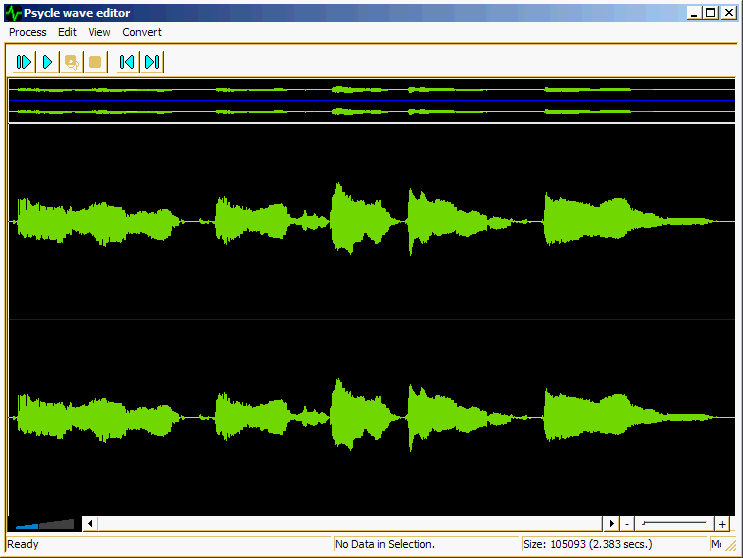 Psycle wave editor
Process Edit View Convert
- +
Ready No Data in Selection. Size: 105093 (2.383 secs.)